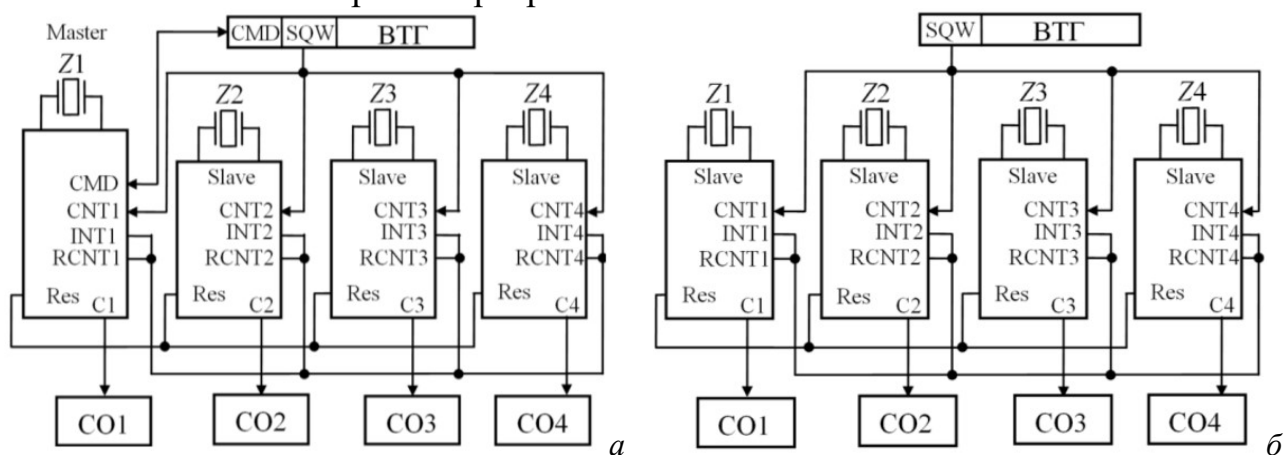 Master
CMD SQW ВТГ
Z1
Z2
Z3
Z4
CMD
CNT1
INT1
RCNT1
Res
C1
Slave
CNT2
INT2
RCNT2
Res
C2
Slave
CNT3
INT3
RCNT3
Res
C3
Slave
CNT4
INT4
RCNT4
Res
C4
CO1
CO2
CO3
CO4
а
SQW ВТГ
Z1
Z2
Z3
Z4
Slave
CNT1
INT1
RCNT1
Res
C1
Slave
CNT2
INT2
RCNT2
Res
C2
Slave
CNT3
INT3
RCNT3
Res
C3
Slave
CNT4
INT4
RCNT4
Res
C4
CO1
CO2
CO3
CO4
б